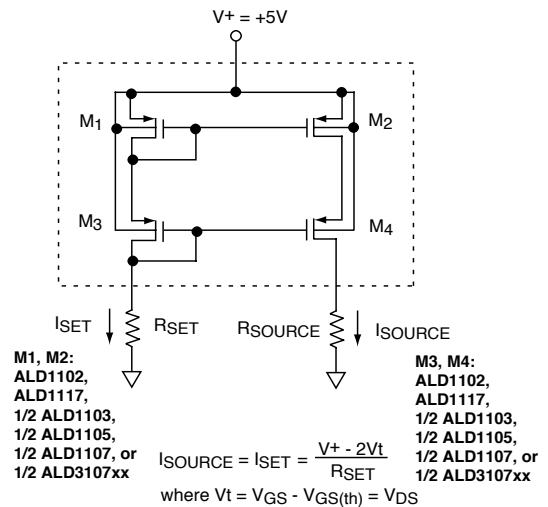 V+ = +5V
M1
M2
M3
M4
ISET
RSET
RSOURCE
ISOURCE
M1, M2:
ALD1102,
ALD1117,
1/2 ALD1103,
1/2 ALD1105,
1/2 ALD1107, or
1/2 ALD3107xx
M3, M4:
ALD1102,
ALD1117,
1/2 ALD1103,
1/2 ALD1105,
1/2 ALD1107, or
1/2 ALD3107xx
ISOURCE = ISET = V+ - 2Vt / RSET
where Vt = VGS - VGS(th) = VDS